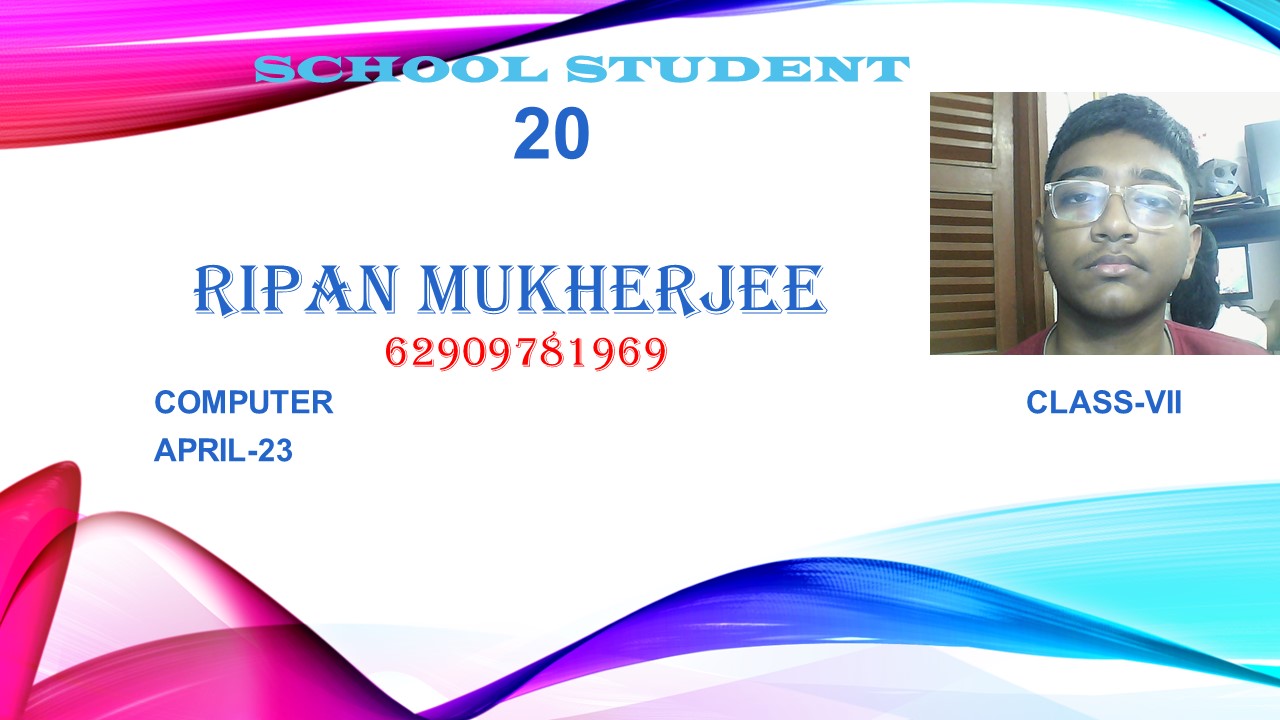 SCHOOL STUDENT
20
RIPAN MUKHERJEE
62909781969
COMPUTER
CLASS-VII
APRIL-23